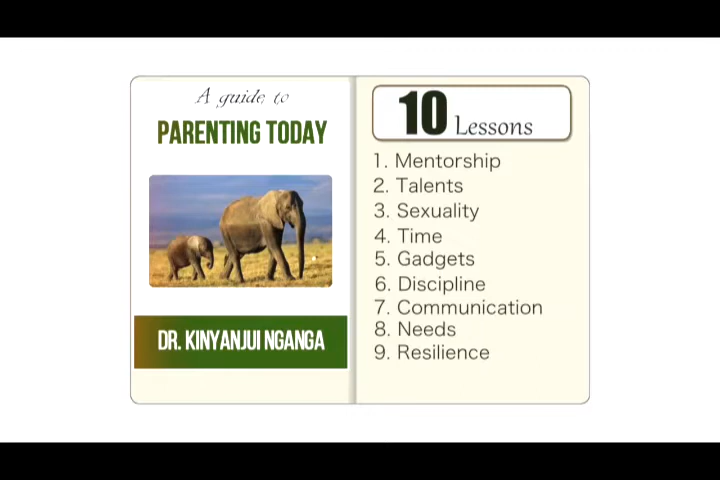 A guide to
PARENTING TODAY
DR. KINYANJUI NGANGA
10 Lessons
1. Mentorship
2. Talents
3. Sexuality
4. Time
5. Gadgets
6. Discipline
7. Communication
8. Needs
9. Resilience